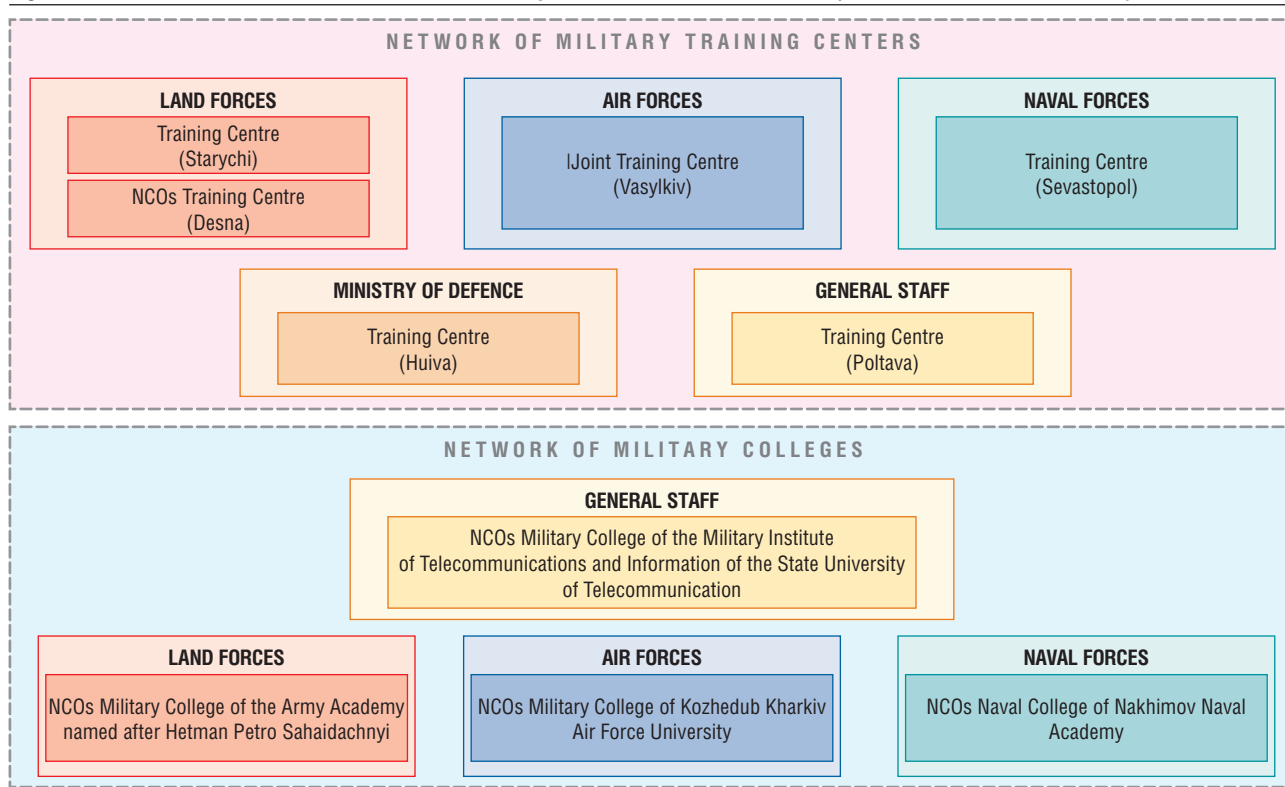 NETWORK OF MILITARY TRAINING CENTERS
LAND FORCES
Training Centre
(Starychi)
NCOs Training Centre
(Desna)
AIR FORCES
lJoint Training Centre
(Vasylkiv)
NAVAL FORCES
Training Centre
(Sevastopol)
MINISTRY OF DEFENCE
Training Centre
(Huiva)
GENERAL STAFF
Training Centre
(Poltava)
NETWORK OF MILITARY COLLEGES
GENERAL STAFF
NCOs Military College of the Military Institute
of Telecommunications and Information of the State University
of Telecommunication
LAND FORCES
NCOs Military College of the Army Academy
named after Hetman Petro Sahaidachnyi
AIR FORCES
NCOs Military College of Kozhedub Kharkiv
Air Force University
NAVAL FORCES
NCOs Naval College of Nakhimov Naval
Academy